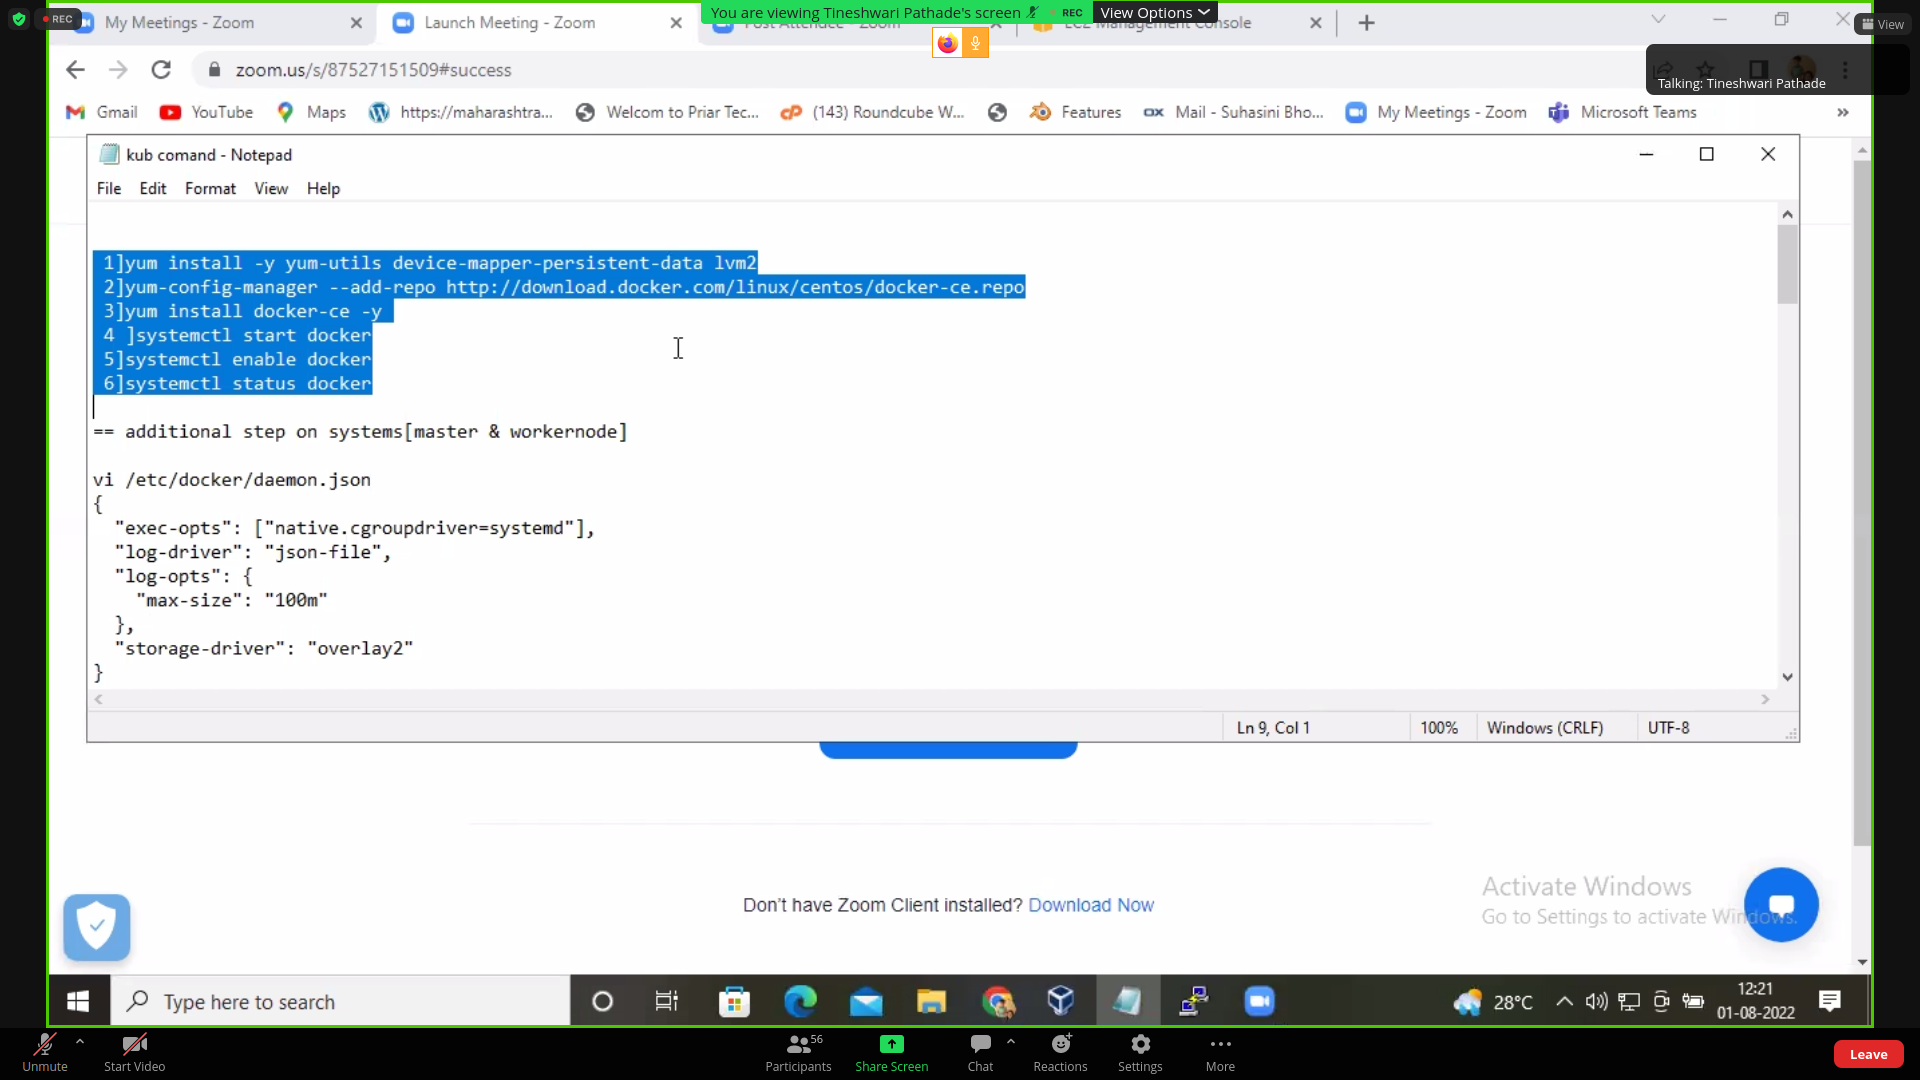 REC
You are viewing Tineshwari Pathade's screen
REC
View Options
View
My Meetings - Zoom
Launch Meeting - Zoom
zoom.us/s/87527151509#success
Talking: Tineshwari Pathade
Gmail
YouTube
Maps
https://maharashtra...
Welcom to Priar Tec...
(143) Roundcube W...
Features
Mail - Suhasini Bho...
My Meetings - Zoom
Microsoft Teams
kub comand - Notepad
File Edit Format View Help
1]yum install -y yum-utils device-mapper-persistent-data lvm2
2]yum-config-manager --add-repo http://download.docker.com/linux/centos/docker-ce.repo
3]yum install docker-ce -y
4 ]systemctl start docker
5]systemctl enable docker
6]systemctl status docker
== additional step on systems[master & workernode]
vi /etc/docker/daemon.json
{
"exec-opts": ["native.cgroupdriver=systemd"],
"log-driver": "json-file",
"log-opts": {
"max-size": "100m"
},
"storage-driver": "overlay2"
}
Ln 9, Col 1
100%
Windows (CRLF)
UTF-8
Don't have Zoom Client installed? Download Now
Activate Windows
Go to Settings to activate Windows.
Type here to search
28°C
12:21
01-08-2022
Unmute
Start Video
Participants
56
Share Screen
Chat
Reactions
Settings
More
Leave